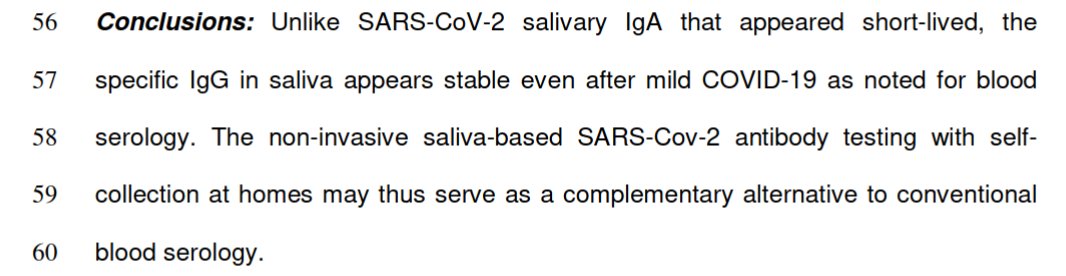 56 Conclusions: Unlike SARS-CoV-2 salivary IgA that appeared short-lived, the
57 specific IgG in saliva appears stable even after mild COVID-19 as noted for blood
58 serology. The non-invasive saliva-based SARS-Cov-2 antibody testing with self-
59 collection at homes may thus serve as a complementary alternative to conventional
60 blood serology.